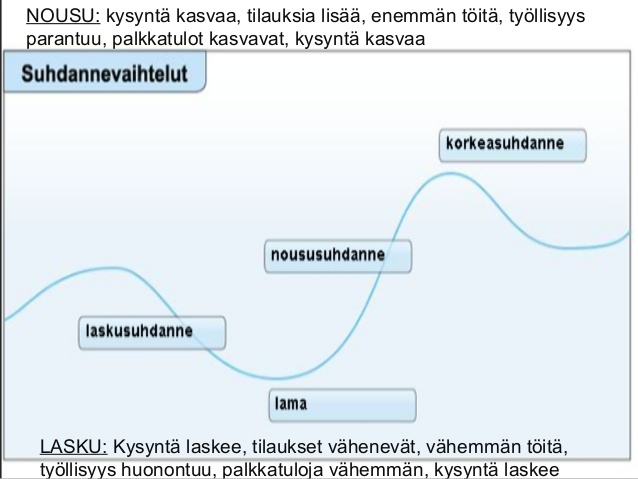 NOUSU: kysyntä kasvaa, tilauksia lisää, enemmän töitä, työllisyys
parantuu, palkkatulot kasvavat, kysyntä kasvaa
Suhdannevaihtelut
korkeasuhdanne
noususuhdanne
laskusuhdanne
lama
LASKU: Kysyntä laskee, tilaukset vähenevät, vähemmän töitä,
työllisyys huonontuu, palkkatuloja vähemmän, kysyntä laskee